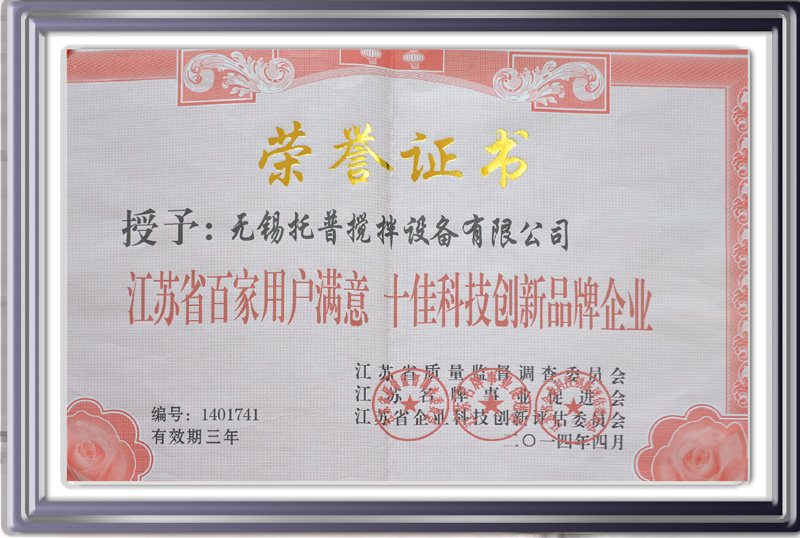 荣誉证书
授予：无锡托普搅拌设备有限公司
江苏省百家用户满意 十佳科技创新品牌企业
江苏省质量监督调查委员会
江苏名牌事业促进会
编号：1401741
江苏省企业科技创新评估委员会
有效期三年
二〇一四年四月